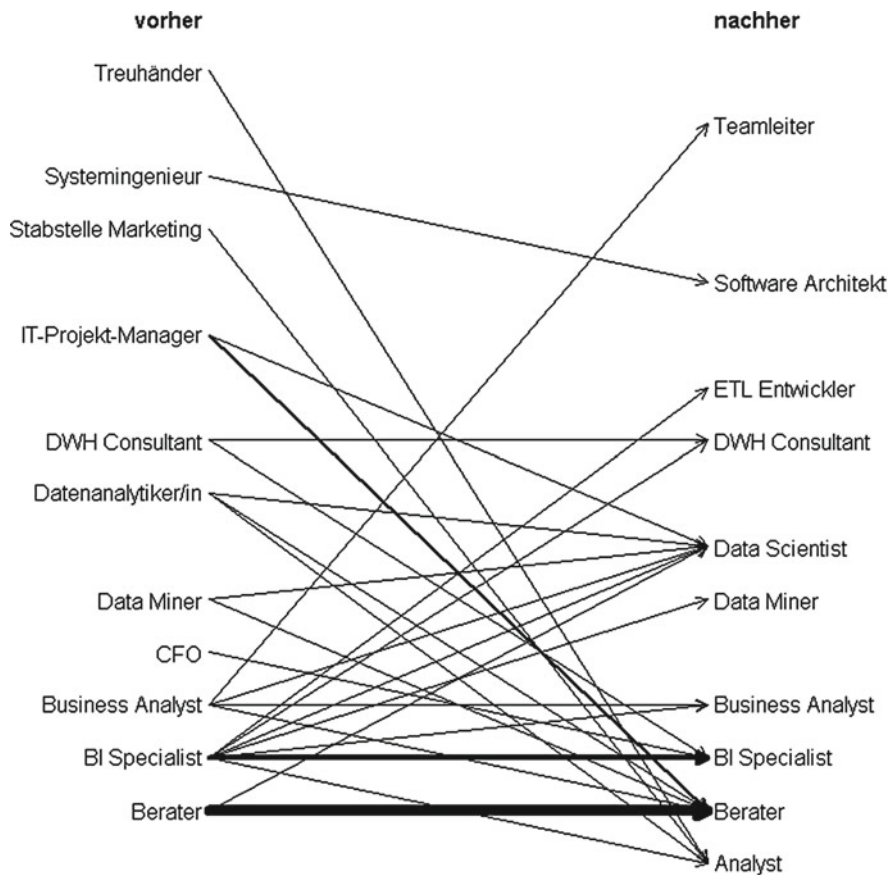 vorher
nachher
Treuhänder
Teamleiter
Systemingenieur
Stabstelle Marketing
Software Architekt
IT-Projekt-Manager
ETL Entwickler
DWH Consultant
DWH Consultant
Datenanalytiker/in
Data Scientist
Data Miner
Data Miner
CFO
Business Analyst
Business Analyst
BI Specialist
BI Specialist
Berater
Berater
Analyst